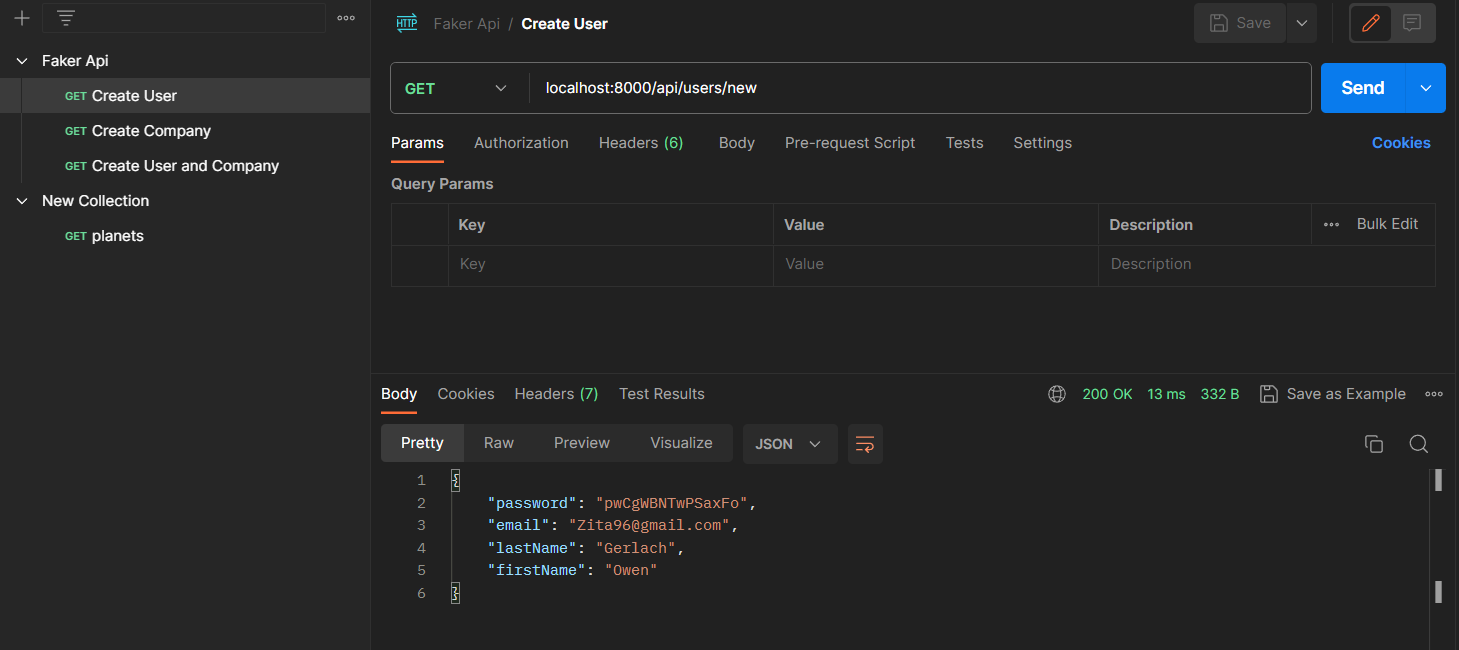 HTTP Faker Api / Create User Save
Faker Api
GET Create User
GET Create Company
GET Create User and Company
New Collection
GET planets
GET localhost:8000/api/users/new Send
Params Authorization Headers (6) Body Pre-request Script Tests Settings Cookies
Query Params
Key Value Description Bulk Edit
Key Value Description
Body Cookies Headers (7) Test Results 200 OK 13 ms 332 B Save as Example
Pretty Raw Preview Visualize JSON
1 {
2 "password": "pwCgWBNTwPSaxFo",
3 "email": "Zita96@gmail.com",
4 "lastName": "Gerlach",
5 "firstName": "Owen"
6 }